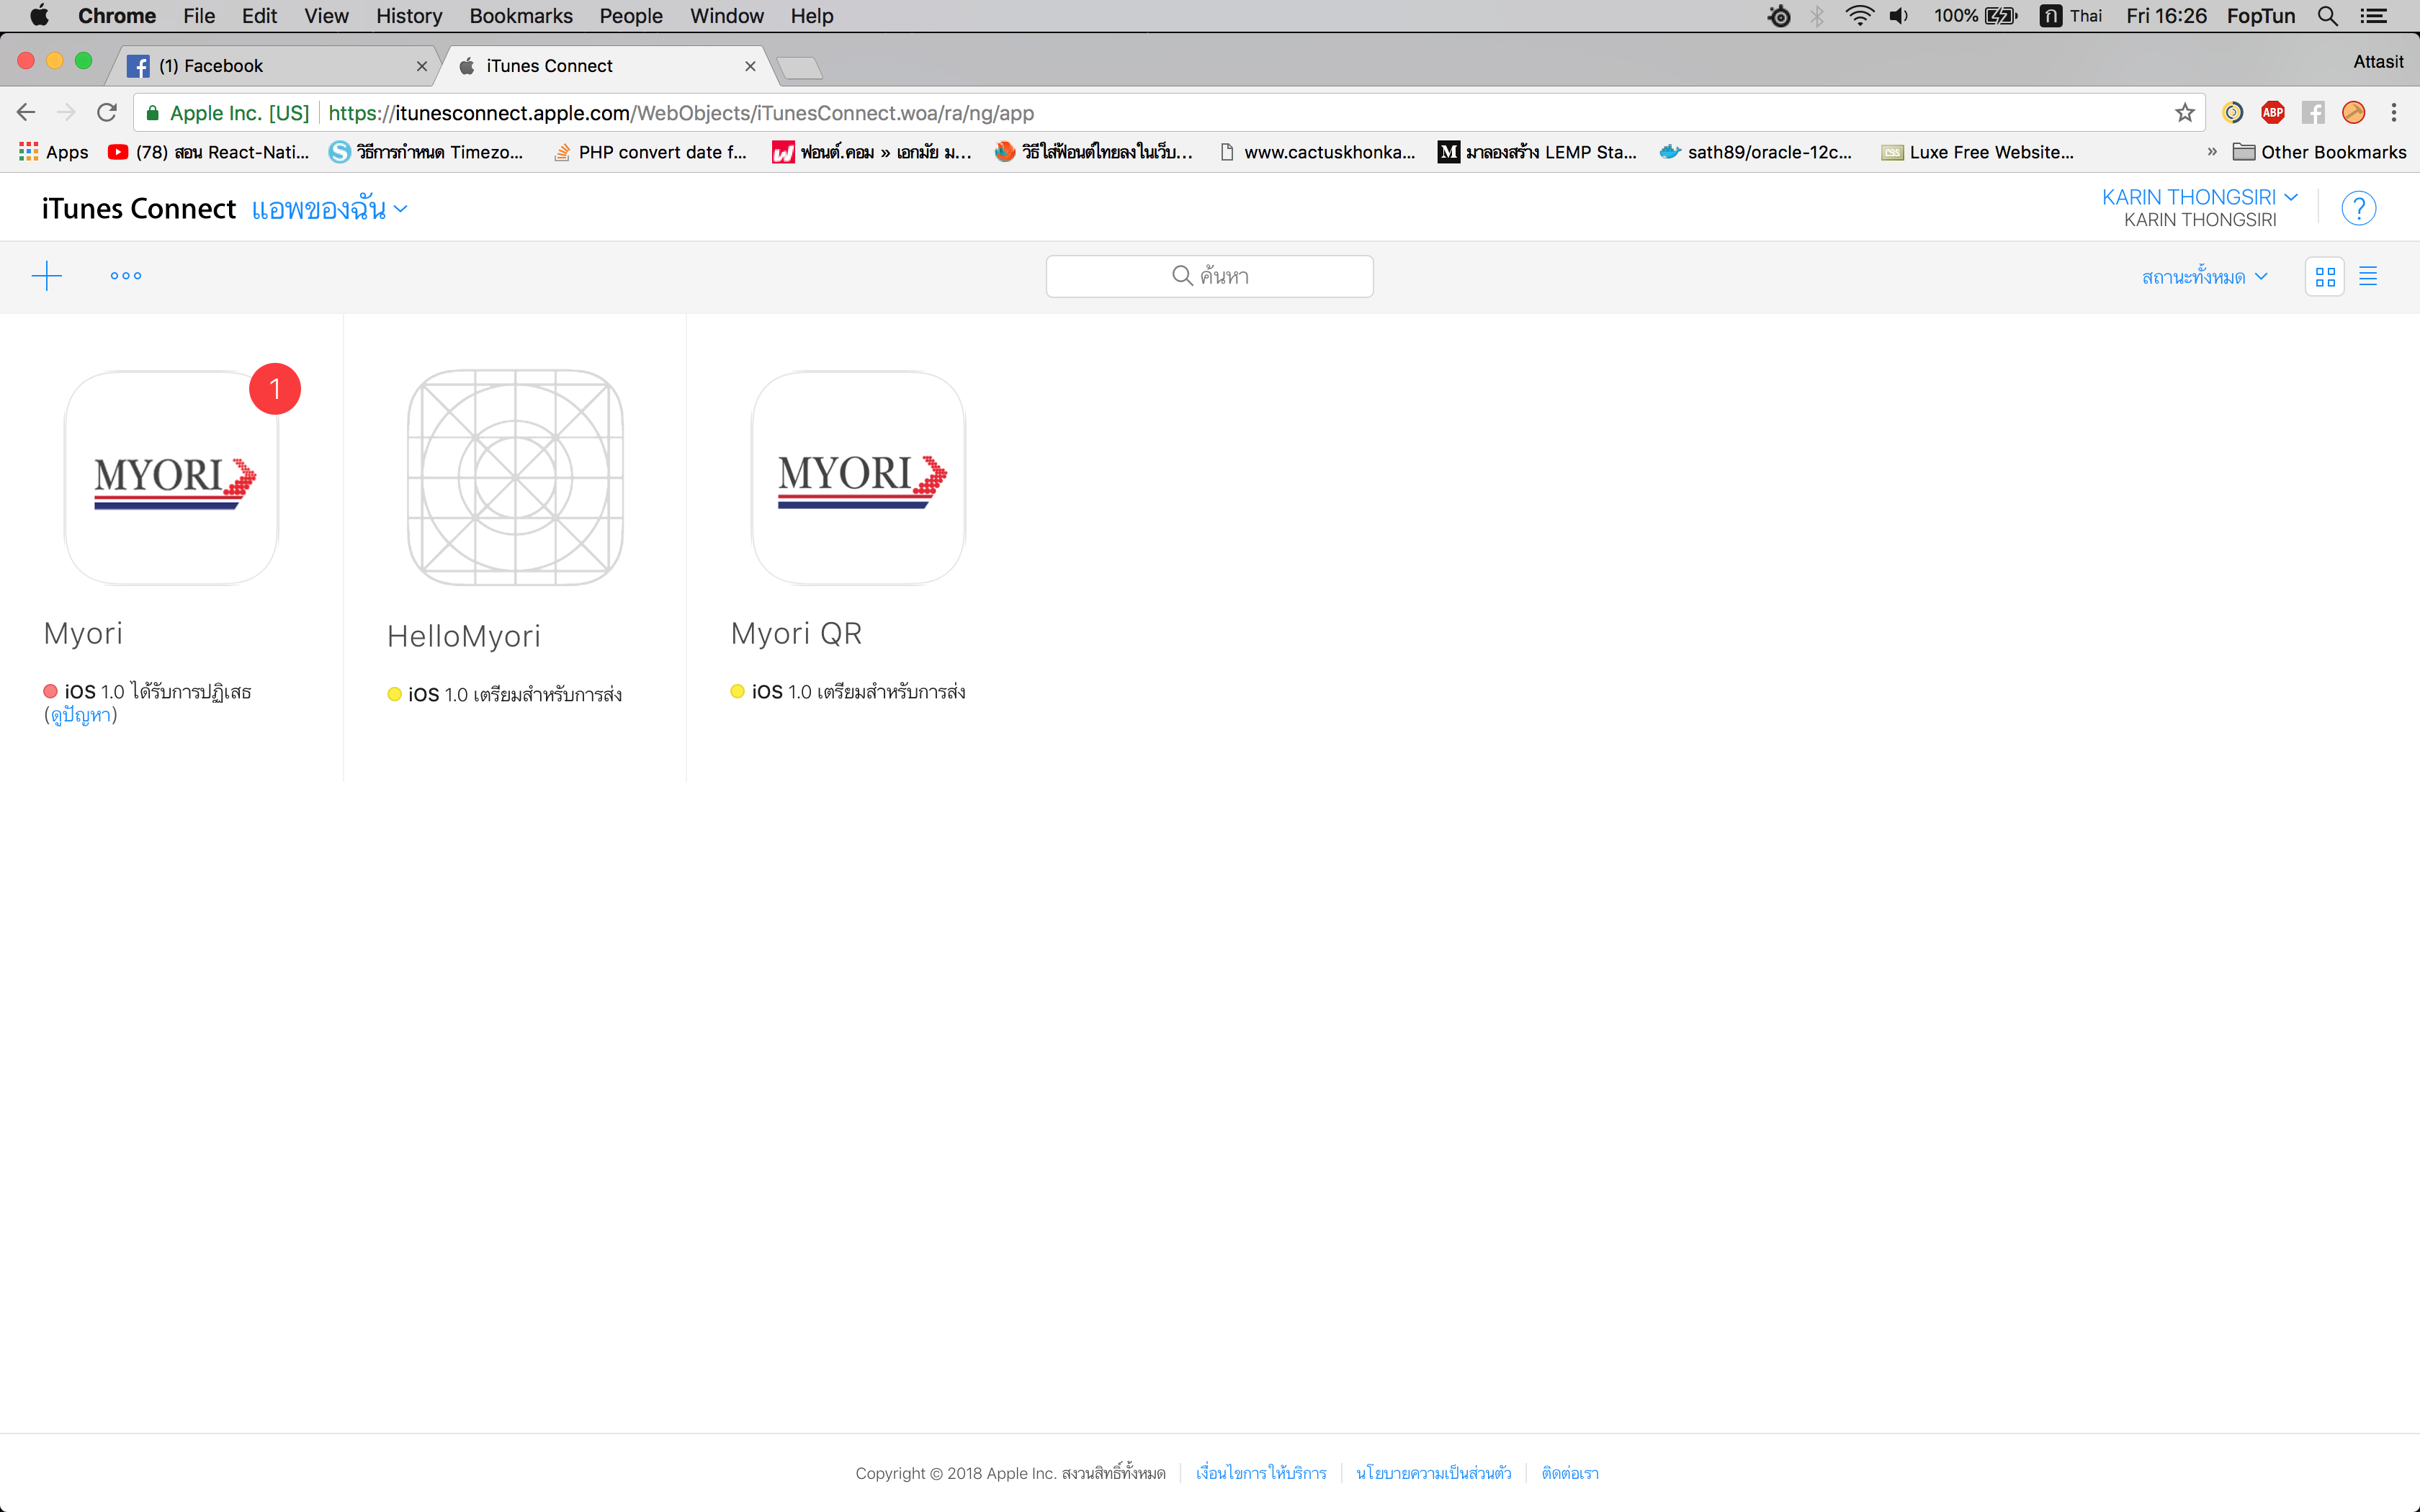 Chrome File Edit View History Bookmarks People Window Help 100% ก Thai Fri 16:26 FopTun
(1) Facebook iTunes Connect Attasit
Apple Inc. [US] https://itunesconnect.apple.com/WebObjects/iTunesConnect.woa/ra/ng/app ABP
Apps (78) สอน React-Nati... วิธีการกำหนด Timezo... PHP convert date f... ฟอนต์.คอม » เอกมัย ม... วิธีใส่ฟ้อนต์ไทยลงในเว็บ... www.cactuskhonka... M มาลองสร้าง LEMP Sta... sath89/oracle-12c... CSS Luxe Free Website... » Other Bookmarks
iTunes Connect แอพของฉัน KARIN THONGSIRI ?
KARIN THONGSIRI
ค้นหา สถานะทั้งหมด
1
MYORI MYORI
Myori HelloMyori Myori QR
iOS 1.0 ได้รับการปฏิเสธ iOS 1.0 เตรียมสำหรับการส่ง iOS 1.0 เตรียมสำหรับการส่ง
(ดูปัญหา)
Copyright © 2018 Apple Inc. สงวนสิทธิ์ทั้งหมด เงื่อนไขการให้บริการ นโยบายความเป็นส่วนตัว ติดต่อเรา